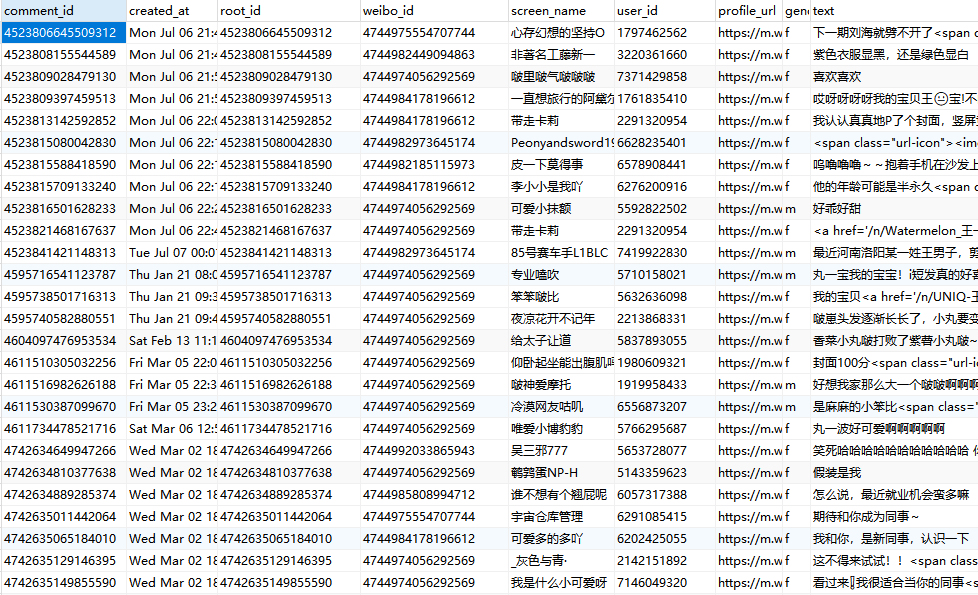 comment_id created_at root_id weibo_id screen_name user_id profile_url gen text
4523806645509312 Mon Jul 06 21:4 4523806645509312 4744975554707744 心存幻想的坚持O 1797462562 https://m.w f 下一期刘海就劈不开了<span c
4523808155544589 Mon Jul 06 21:4 4523808155544589 4744982449094863 非著名工藤新一 3220361660 https://m.w f 紫色衣服显黑，还是绿色显白
4523809028479130 Mon Jul 06 21:5 4523809028479130 4744974056292569 啵里啵气啵啵啵 7371429858 https://m.w f 喜欢喜欢
4523809397459513 Mon Jul 06 21:5 4523809397459513 4744984178196612 一直想旅行的阿黛尔 1761835410 https://m.w f 哎呀呀呀呀我的宝贝王😐宝!不
4523813142592852 Mon Jul 06 22:0 4523813142592852 4744984178196612 带走卡莉 2291320954 https://m.w f 我认认真真地P了个封面，竖屏
4523815080042830 Mon Jul 06 22:1 4523815080042830 4744982973645174 Peonyandsword19 6628235401 https://m.w f <span class="url-icon"><im
4523815588418590 Mon Jul 06 22:1 4523815588418590 4744982185115973 皮一下莫得事 6578908441 https://m.w f 呜噜噜噜～～抱着手机在沙发上
4523815709133240 Mon Jul 06 22:1 4523815709133240 4744984178196612 李小小是我吖 6276200916 https://m.w f 他的年龄可能是半永久<span c
4523816501628233 Mon Jul 06 22:2 4523816501628233 4744974056292569 可爱小抹额 5592822502 https://m.w m 好乖好甜
4523821468167637 Mon Jul 06 22:4 4523821468167637 4744974056292569 带走卡莉 2291320954 https://m.w f <a href='/n/Watermelon_王一
4523841421148313 Tue Jul 07 00:0 4523841421148313 4744982973645174 85号赛车手L1BLC 7419922830 https://m.w m 最近河南洛阳某一姓王男子，剪
4595716541123787 Thu Jan 21 08:0 4595716541123787 4744974056292569 专业嗑吹 5710158021 https://m.w m 丸一宝我的宝宝！i短发真的好喜
4595738501716313 Thu Jan 21 09:3 4595738501716313 4744974056292569 笨笨啵比 5632636098 https://m.w f 我的宝贝<a href='/n/UNIQ-王
4595740582880551 Thu Jan 21 09:4 4595740582880551 4744974056292569 夜凉花开不记年 2213868331 https://m.w f 啵崽头发逐渐长长了，小丸要变
4604097476953534 Sat Feb 13 11:1 4604097476953534 4744974056292569 给太子让道 5837893055 https://m.w f 香菜小丸啵打败了紫薯小丸啵~
4611510305032256 Fri Mar 05 22:0 4611510305032256 4744974056292569 仰卧起坐能出腹肌吗 1980609321 https://m.w f 封面100分<span class="url-i
4611516982626188 Fri Mar 05 22:3 4611516982626188 4744974056292569 啵神爱摩托 1919958433 https://m.w m 好想我家那么大一个啵啵啊啊啊
4611530387099670 Fri Mar 05 23:2 4611530387099670 4744974056292569 冷漠网友咕叽 6556873207 https://m.w m 是麻麻的小笨比<span class="
4611734478521716 Sat Mar 06 12:5 4611734478521716 4744974056292569 唯爱小博豹豹 5766295687 https://m.w f 丸一波好可爱啊啊啊啊啊
4742634649947266 Wed Mar 02 18 4742634649947266 4744992033865943 吴三邪777 5653728077 https://m.w f 笑死哈哈哈哈哈哈哈哈哈哈
4742634810377638 Wed Mar 02 18 4742634810377638 4744974056292569 鹌鹑蛋NP-H 5143359623 https://m.w f 假装是我
4742634889285374 Wed Mar 02 18 4742634889285374 4744985808994712 谁不想有个翘屁呢 6057317388 https://m.w f 怎么说，最近就业机会蛮多嘛
4742635011442064 Wed Mar 02 18 4742635011442064 4744975554707744 宇宙仓库管理 6291085415 https://m.w f 期待和你成为同事～
4742635065184010 Wed Mar 02 18 4742635065184010 4744984178196612 可爱多的多吖 6202425055 https://m.w f 我和你，是新同事，认识一下
4742635129146395 Wed Mar 02 18 4742635129146395 4744974056292569 _灰色与青· 2142151892 https://m.w f 这不得来试试！！<span class
4742635149855590 Wed Mar 02 18 4742635149855590 4744974056292569 我是什么小可爱呀 7146049320 https://m.w f 看过来 我很适合当你的同事<s